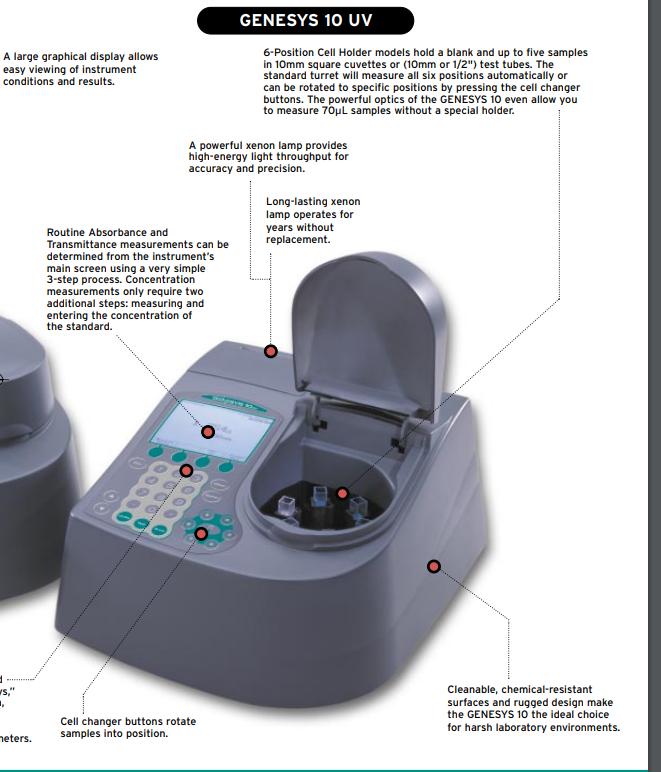 GENESYS 10 UV
A large graphical display allows
easy viewing of instrument
conditions and results.
6-Position Cell Holder models hold a blank and up to five samples
in 10mm square cuvettes or (10mm or 1/2") test tubes. The
standard turret will measure all six positions automatically or
can be rotated to specific positions by pressing the cell changer
buttons. The powerful optics of the GENESYS 10 even allow you
to measure 70µL samples without a special holder.
A powerful xenon lamp provides
high-energy light throughput for
accuracy and precision.
Long-lasting xenon
lamp operates for
years without
replacement.
Routine Absorbance and
Transmittance measurements can be
determined from the instrument's
main screen using a very simple
3-step process. Concentration
measurements only require two
additional steps: measuring and
entering the concentration of
the standard.
Cell changer buttons rotate
samples into position.
Cleanable, chemical-resistant
surfaces and rugged design make
the GENESYS 10 the ideal choice
for harsh laboratory environments.